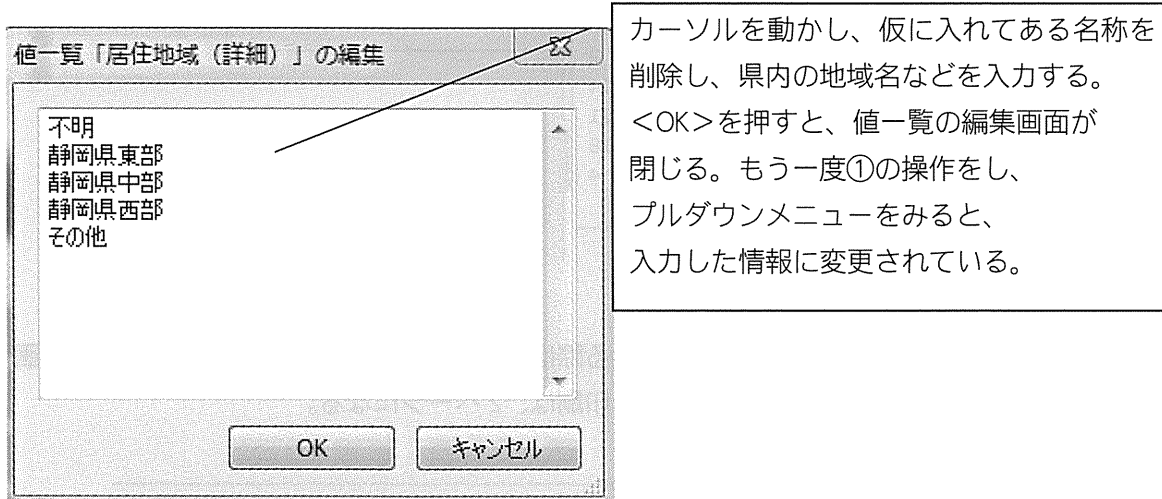 値一覧「居住地域（詳細）」の編集
不明
静岡県東部
静岡県中部
静岡県西部
その他
OK
キャンセル
カーソルを動かし、仮に入れてある名称を
削除し、県内の地域名などを入力する。
＜OK＞を押すと、値一覧の編集画面が
閉じる。もう一度①の操作をし、
プルダウンメニューをみると、
入力した情報に変更されている。